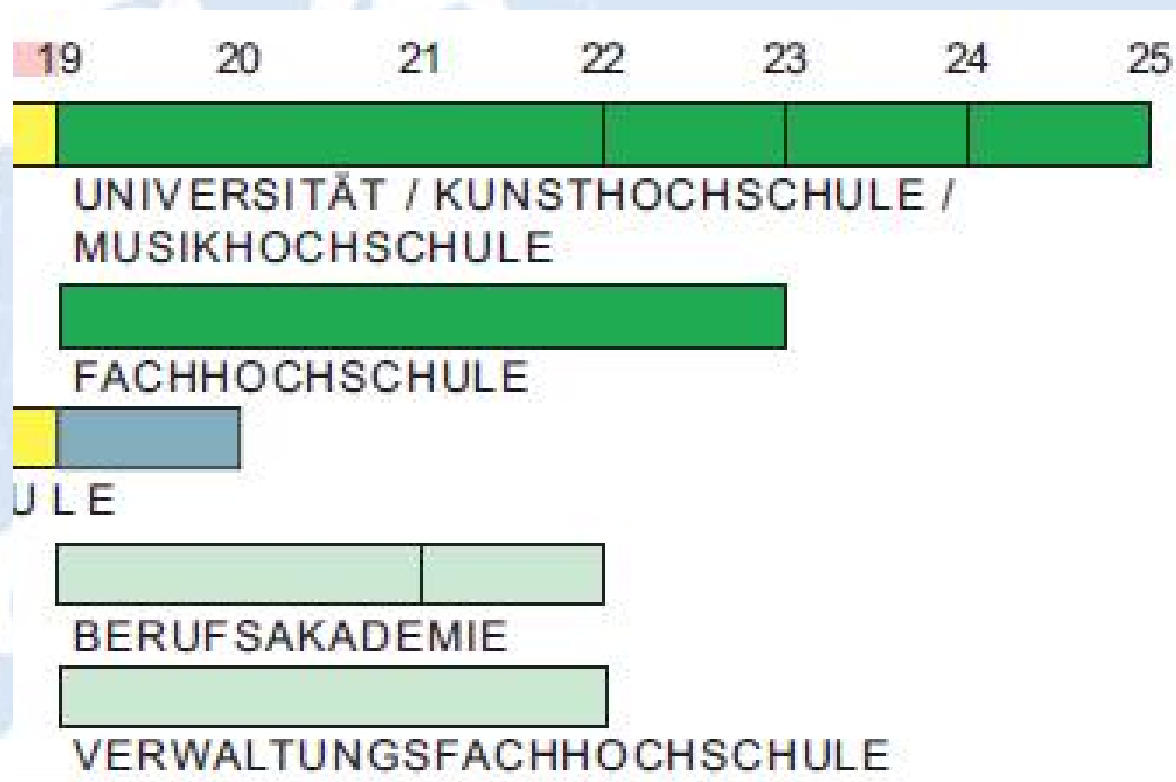 19 20 21 22 23 24 25
UNIVERSITÄT / KUNSTHOCHSCHULE /
MUSIKHOCHSCHULE
FACHHOCHSCHULE
ULE
BERUFSAKADEMIE
VERWALTUNGSFACHHOCHSCHULE